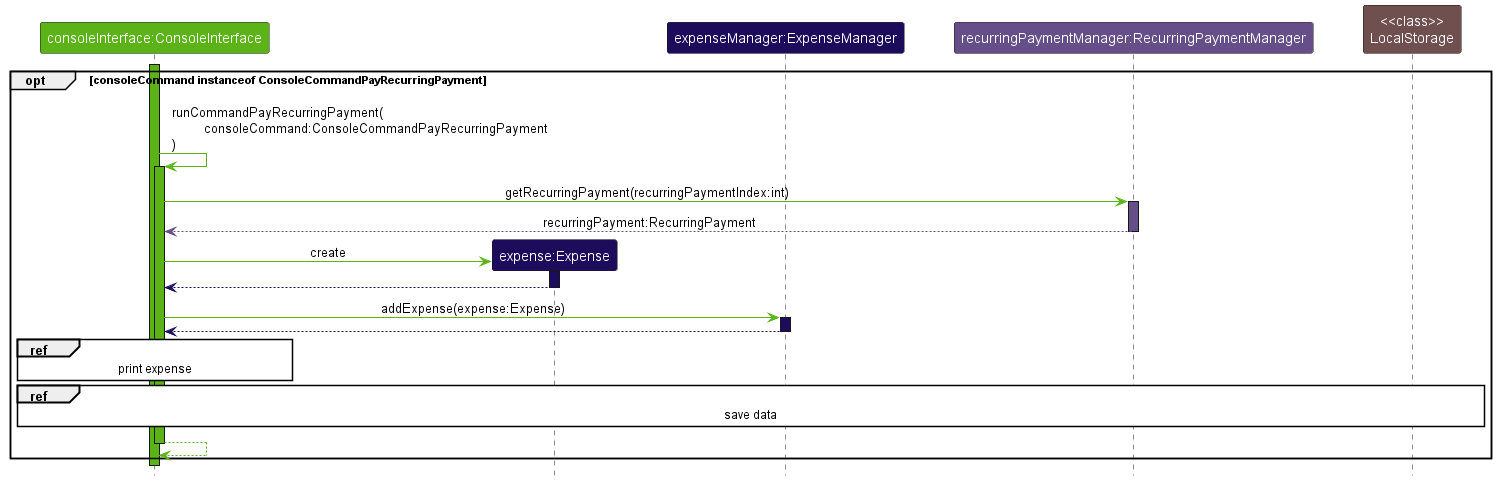 <<class>>
consoleInterface:ConsoleInterface
expenseManager:ExpenseManager
recurringPaymentManager:RecurringPaymentManager
LocalStorage
opt
[consoleCommand instanceof ConsoleCommandPayRecurringPayment]
runCommandPayRecurringPayment(
consoleCommand:ConsoleCommandPayRecurringPayment
)
getRecurringPayment(recurringPaymentIndex:int)
recurringPayment:RecurringPayment
create
expense:Expense
addExpense(expense:Expense)
ref
print expense
ref
save data